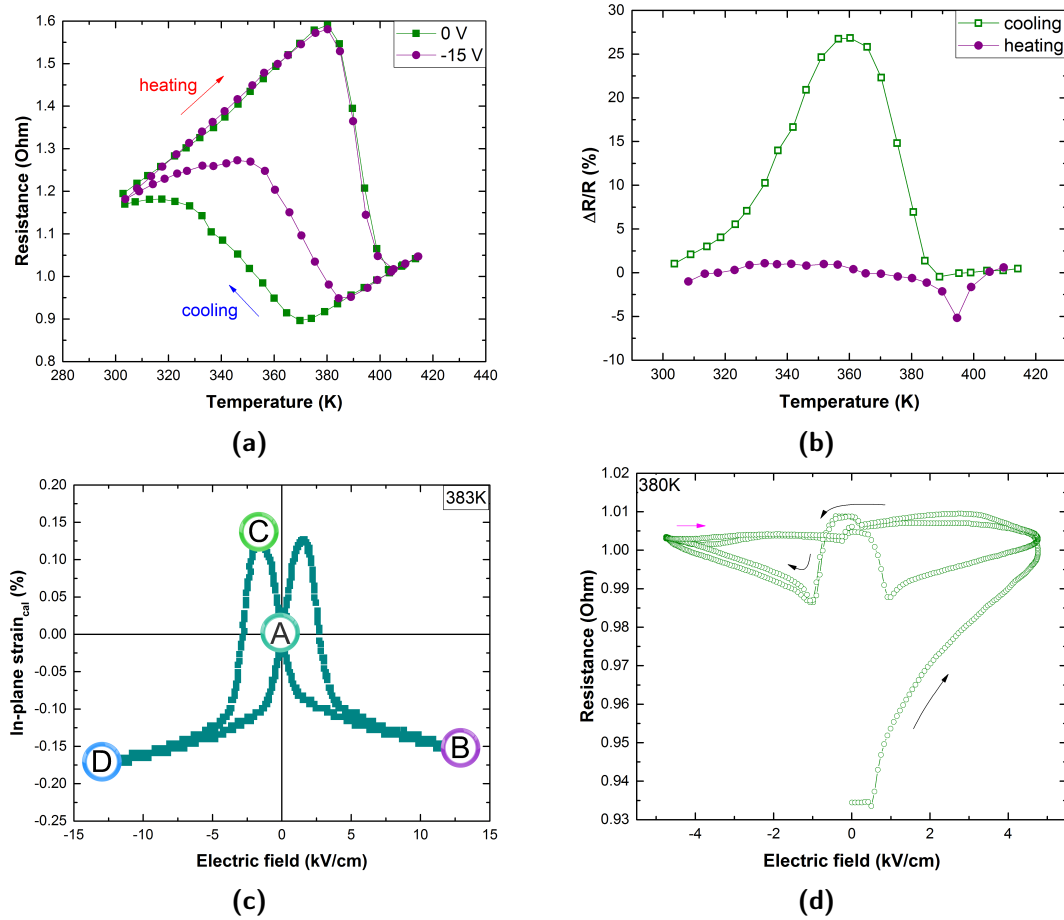 1.6
1.5
1.4
1.3
1.2
1.1
1.0
0.9
0.8
Resistance (Ohm)
0 V
-15 V
heating
cooling
280 300 320 340 360 380 400 420 440
Temperature (K)
(a)
30
25
20
15
10
5
0
-5
-10
ΔR/R (%)
cooling
heating
300 320 340 360 380 400 420
Temperature (K)
(b)
0.20
0.15
0.10
0.05
0.00
-0.05
-0.10
-0.15
-0.20
-0.25
In-plane strain_cal (%)
383K
C
A
B
D
-15 -10 -5 0 5 10 15
Electric field (kV/cm)
(c)
1.02
1.01
1.00
0.99
0.98
0.97
0.96
0.95
0.94
0.93
Resistance (Ohm)
380K
-4 -2 0 2 4
Electric field (kV/cm)
(d)